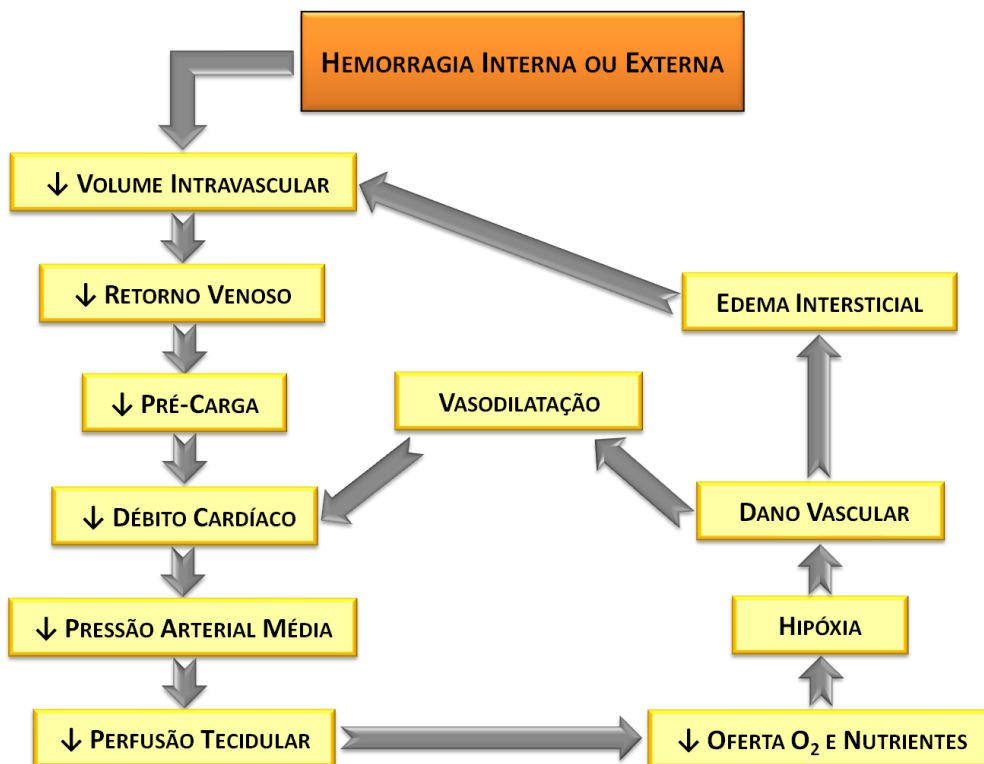 Hemorragia Interna ou Externa
↓ Volume Intravascular
↓ Retorno Venoso
Edema Intersticial
↓ Pré-Carga
Vasodilatação
↓ Débito Cardíaco
Dano Vascular
↓ Pressão Arterial Média
Hipóxia
↓ Perfusão Tecidular
↓ Oferta O₂ e Nutrientes